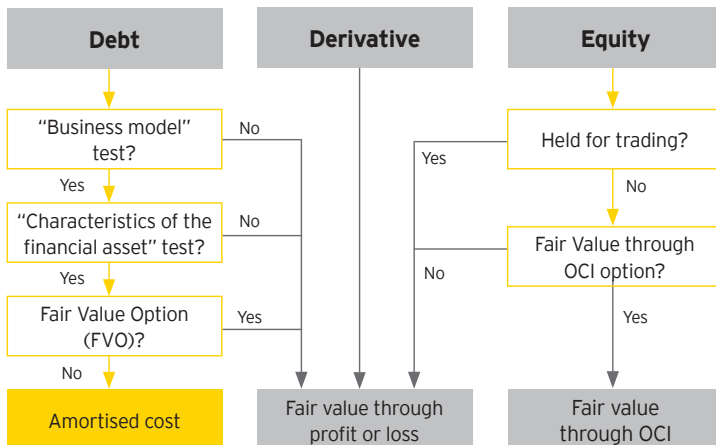 Debt
Derivative
Equity
“Business model”
test?
No
Yes
“Characteristics of the
financial asset” test?
No
Yes
Fair Value Option
(FVO)?
Yes
No
Amortised cost
Held for trading?
Yes
No
Fair Value through
OCI option?
No
Yes
Fair value through
profit or loss
Fair value
through OCI